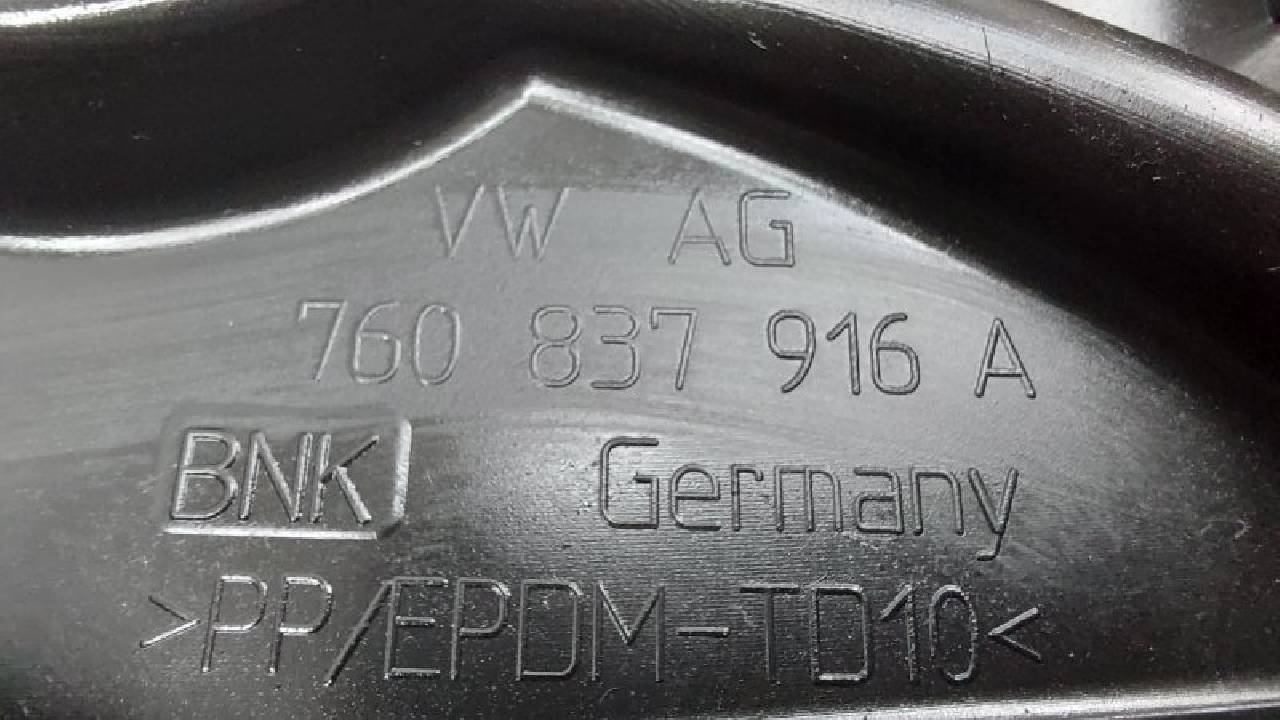 VW AG
760 837 916 A
BNK Germany
>PP/EPDM-TD10<